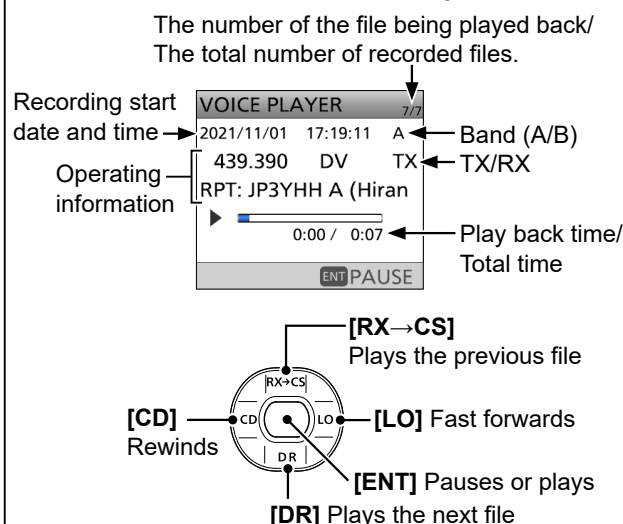 The number of the file being played back/
The total number of recorded files.
Recording start
date and time
VOICE PLAYER 7/7
2021/11/01 17:19:11 A
Band (A/B)
439.390 DV TX
TX/RX
Operating
information
RPT: JP3YHH A (Hiran
0:00 / 0:07
Play back time/
Total time
ENT PAUSE
[RX→CS]
Plays the previous file
RX→CS
[CD]
Rewinds
CD
LO
[LO] Fast forwards
DR
[ENT] Pauses or plays
[DR] Plays the next file